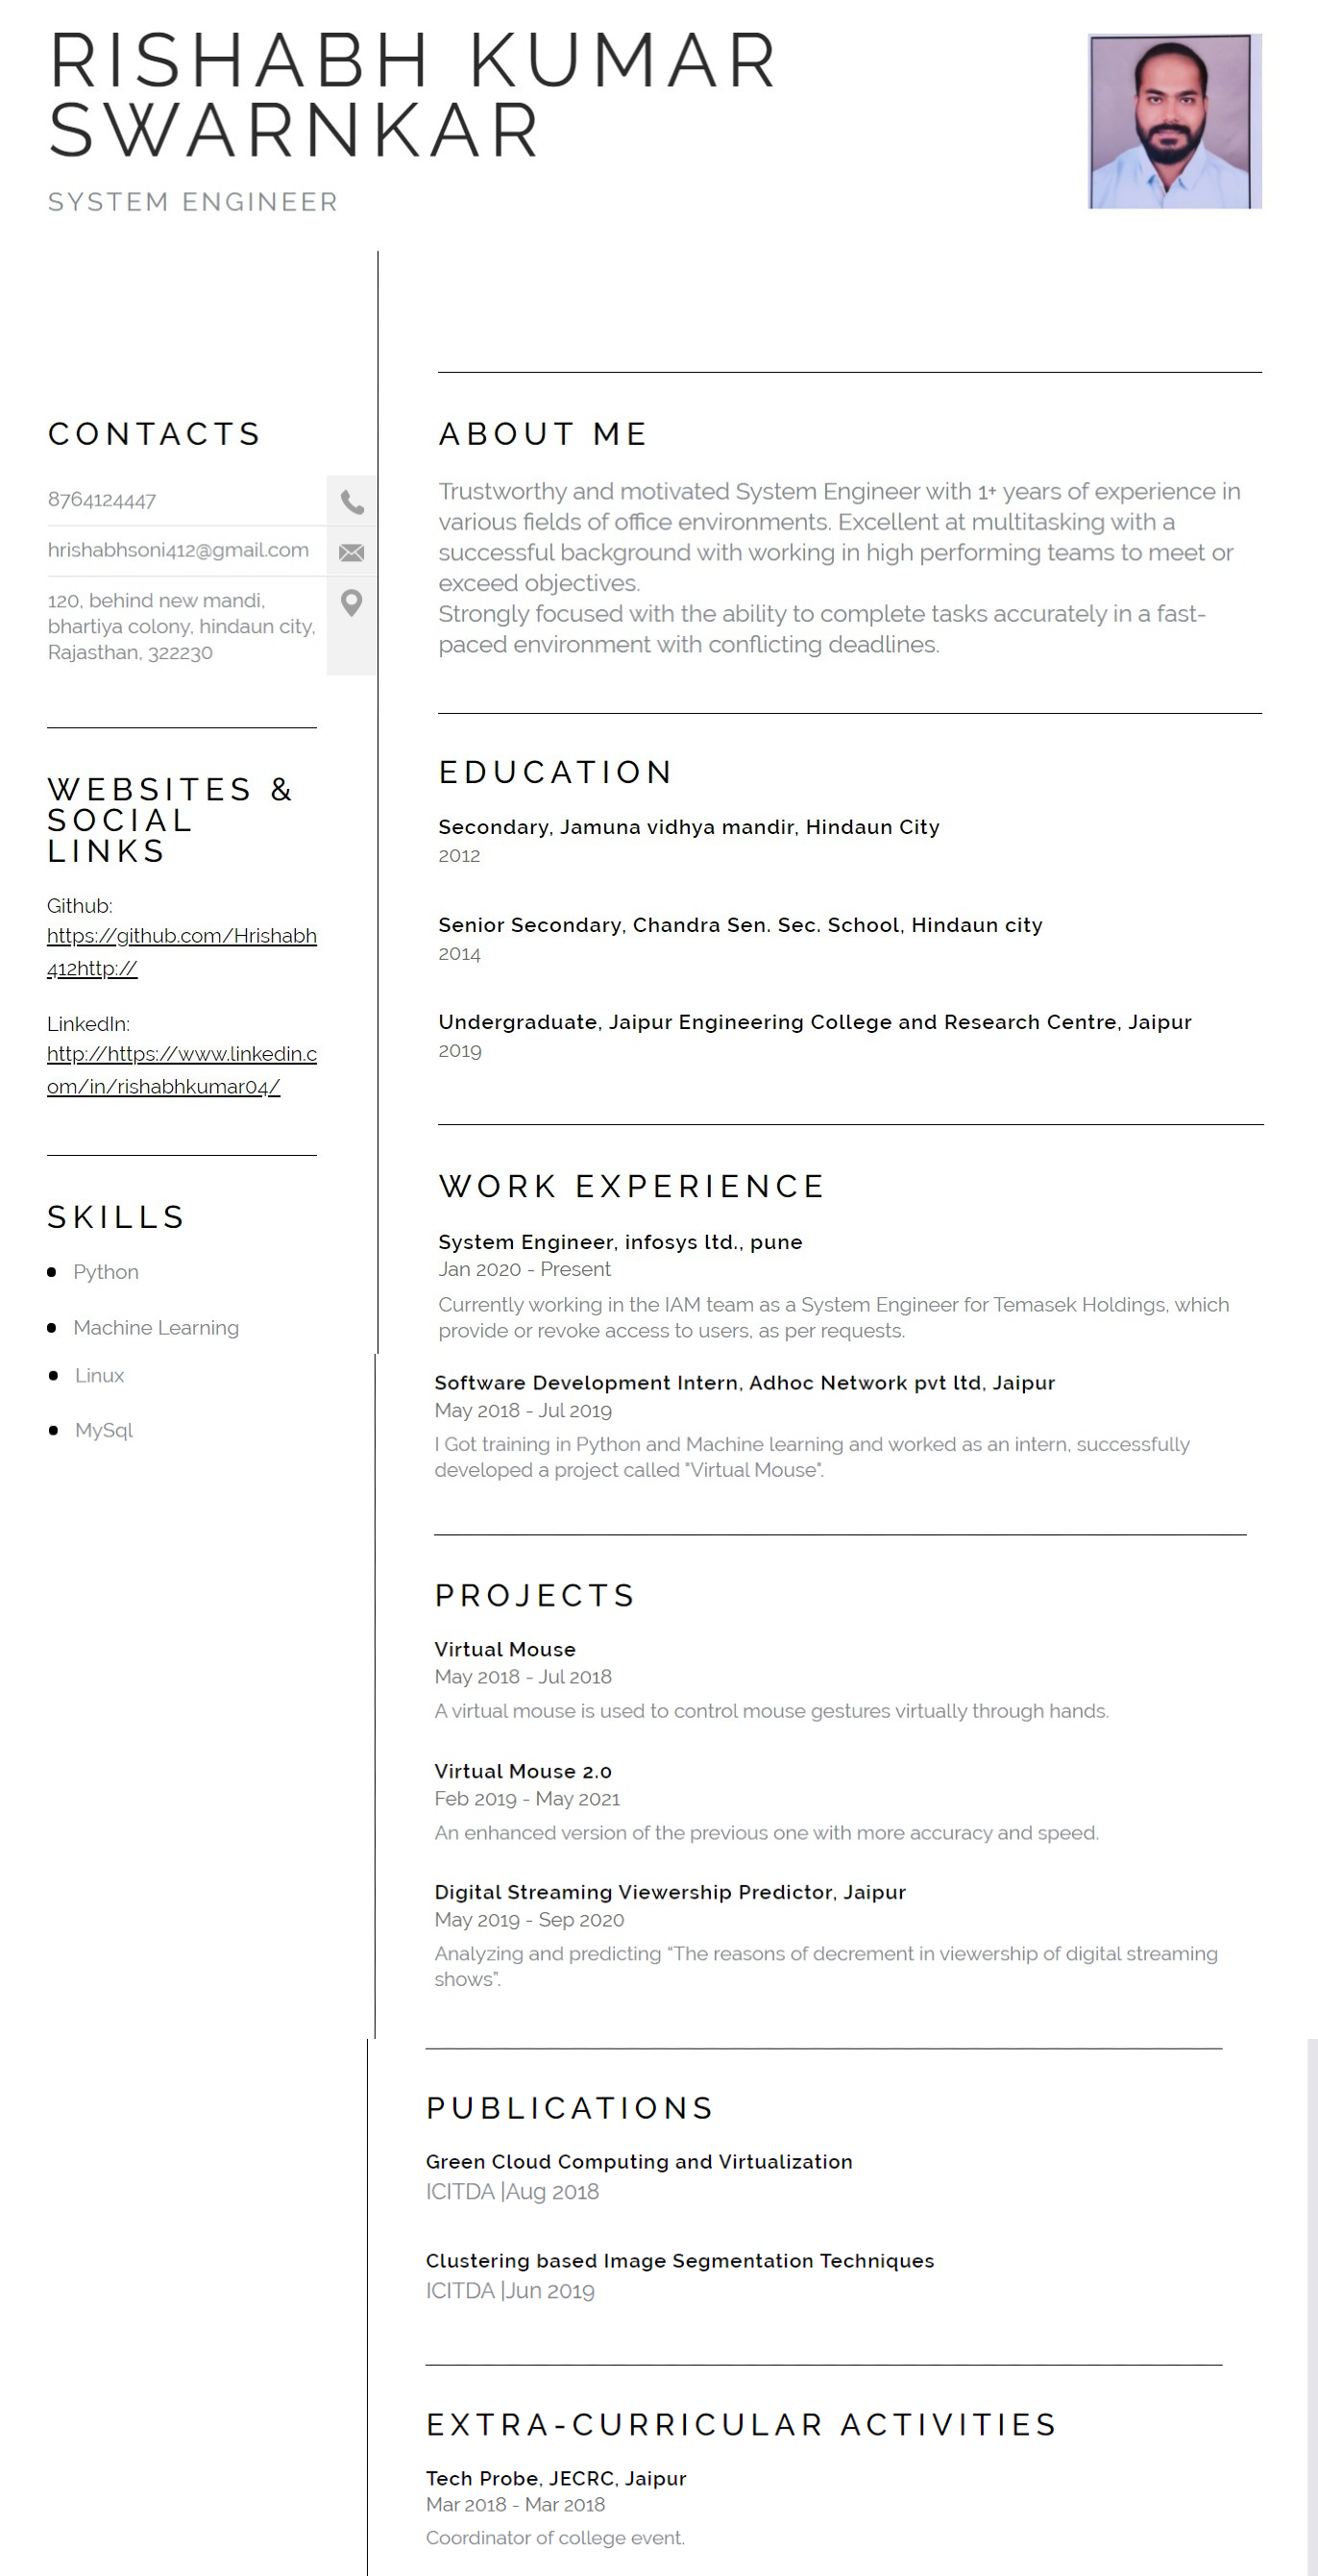 RISHABH KUMAR
SWARNKAR
SYSTEM ENGINEER
CONTACTS
8764124447
hrishabhsoni412@gmail.com
120, behind new mandi,
bhartiya colony, hindaun city,
Rajasthan, 322230
WEBSITES &
SOCIAL
LINKS
Github:
https://github.com/Hrishabh
412http://
LinkedIn:
http://https://www.linkedin.c
om/in/rishabhkumar04/
SKILLS
Python
Machine Learning
Linux
MySql
ABOUT ME
Trustworthy and motivated System Engineer with 1+ years of experience in
various fields of office environments. Excellent at multitasking with a
successful background with working in high performing teams to meet or
exceed objectives.
Strongly focused with the ability to complete tasks accurately in a fast-
paced environment with conflicting deadlines.
EDUCATION
Secondary, Jamuna vidhya mandir, Hindaun City
2012
Senior Secondary, Chandra Sen. Sec. School, Hindaun city
2014
Undergraduate, Jaipur Engineering College and Research Centre, Jaipur
2019
WORK EXPERIENCE
System Engineer, infosys ltd., pune
Jan 2020 - Present
Currently working in the IAM team as a System Engineer for Temasek Holdings, which
provide or revoke access to users, as per requests.
Software Development Intern, Adhoc Network pvt ltd, Jaipur
May 2018 - Jul 2019
I Got training in Python and Machine learning and worked as an intern, successfully
developed a project called "Virtual Mouse".
PROJECTS
Virtual Mouse
May 2018 - Jul 2018
A virtual mouse is used to control mouse gestures virtually through hands.
Virtual Mouse 2.0
Feb 2019 - May 2021
An enhanced version of the previous one with more accuracy and speed.
Digital Streaming Viewership Predictor, Jaipur
May 2019 - Sep 2020
Analyzing and predicting “The reasons of decrement in viewership of digital streaming
shows”.
PUBLICATIONS
Green Cloud Computing and Virtualization
ICITDA |Aug 2018
Clustering based Image Segmentation Techniques
ICITDA |Jun 2019
EXTRA-CURRICULAR ACTIVITIES
Tech Probe, JECRC, Jaipur
Mar 2018 - Mar 2018
Coordinator of college event.